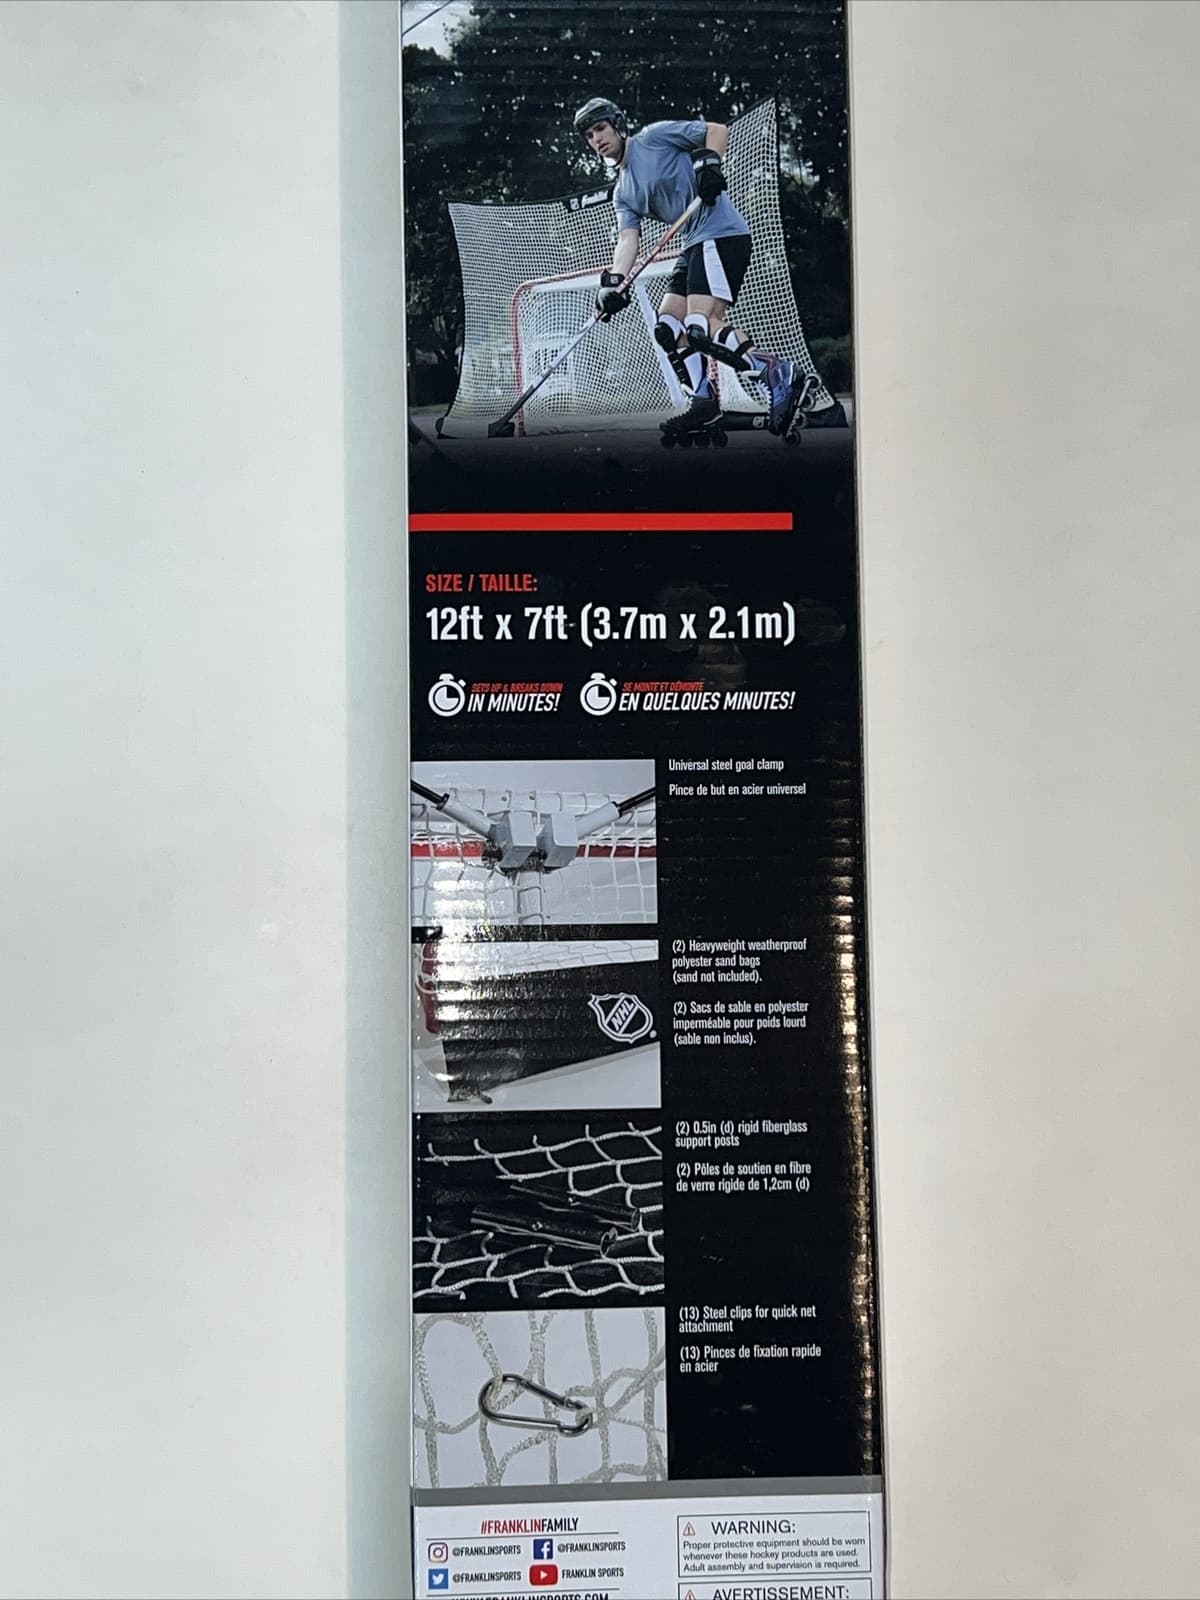 Franklin
SIZE / TAILLE:
12ft x 7ft (3.7m x 2.1m)
SETS UP & BREAKS DOWN
IN MINUTES!
SE MONTE ET DÉMONTE
EN QUELQUES MINUTES!
Universal steel goal clamp
Pince de but en acier universel
(2) Heavyweight weatherproof
polyester sand bags
(sand not included).
(2) Sacs de sable en polyester
imperméable pour poids lourd
(sable non inclus).
NHL
(2) 0.5in (d) rigid fiberglass
support posts
(2) Pôles de soutien en fibre
de verre rigide de 1,2cm (d)
(13) Steel clips for quick net
attachment
(13) Pinces de fixation rapide
en acier
#FRANKLINFAMILY
@FRANKLINSPORTS
@FRANKLINSPORTS
@FRANKLINSPORTS
FRANKLIN SPORTS
WWW.FRANKLINSPORTS.COM
WARNING:
Proper protective equipment should be worn
whenever these hockey products are used.
Adult assembly and supervision is required.
AVERTISSEMENT: